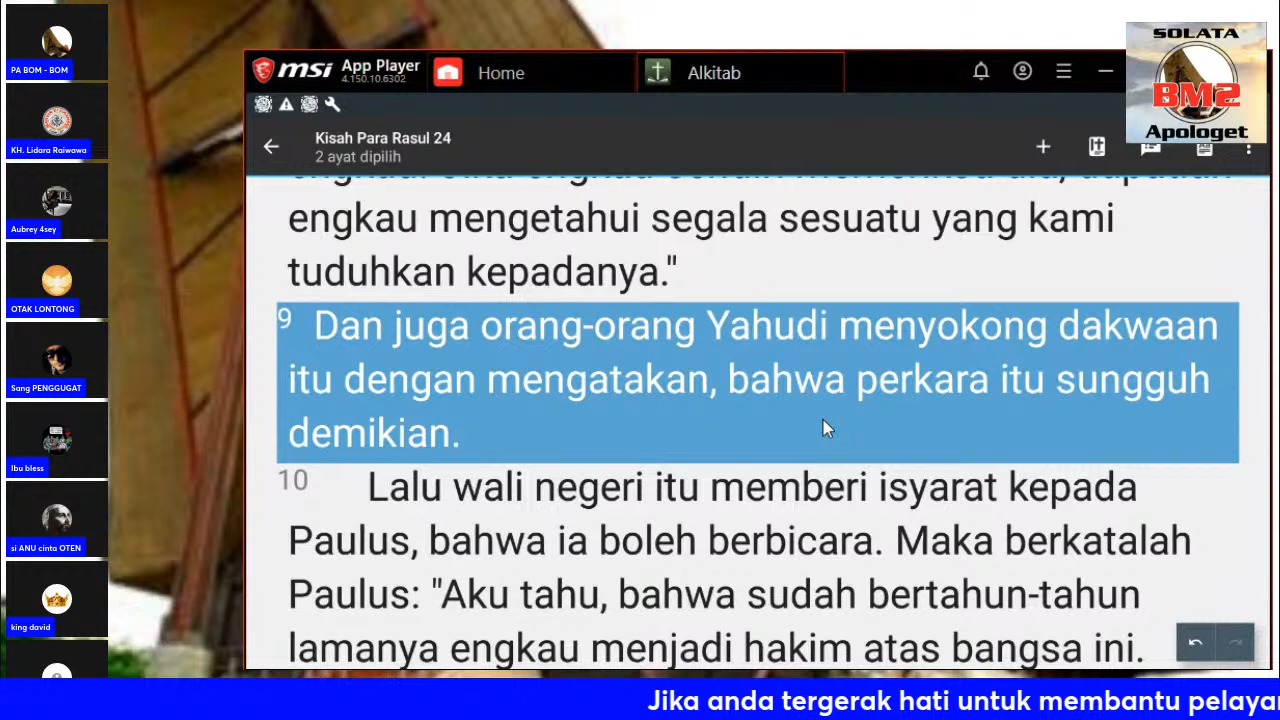 PA BOM - BOM
KH. Lidara Raiwawa
Aubrey 4sey
OTAK LONTONG
Sang PENGGUGAT
Ibu bless
si ANU cinta OTEN
king david
msi App Player
4.150.10.6302
Home
Alkitab
SOLATA
BM2
Apologet
Kisah Para Rasul 24
2 ayat dipilih
engkau mengetahui segala sesuatu yang kami
tuduhkan kepadanya."
9 Dan juga orang-orang Yahudi menyokong dakwaan
itu dengan mengatakan, bahwa perkara itu sungguh
demikian.
10 Lalu wali negeri itu memberi isyarat kepada
Paulus, bahwa ia boleh berbicara. Maka berkatalah
Paulus: "Aku tahu, bahwa sudah bertahun-tahun
lamanya engkau menjadi hakim atas bangsa ini.
Jika anda tergerak hati untuk membantu